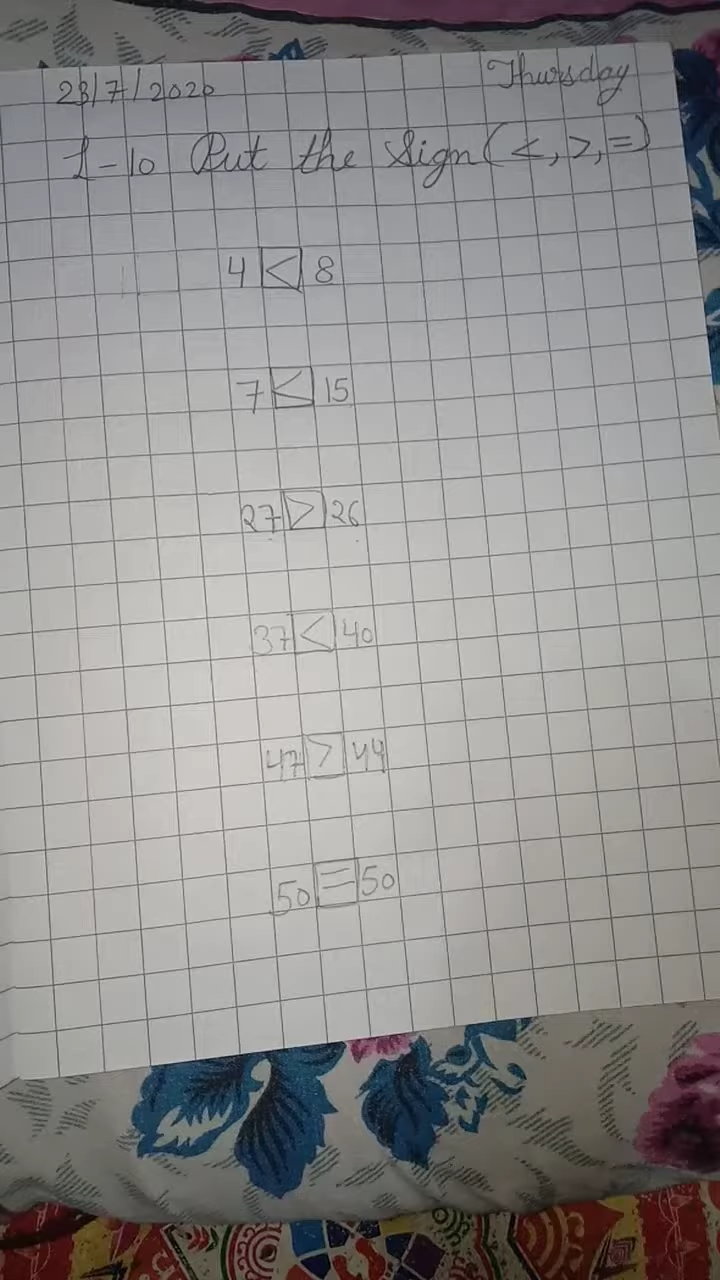 23/7/2020 Thursday
1-10 Put the Sign (<, >, =)
4 < 8
7 < 15
27 > 26
37 < 40
47 > 44
50 = 50